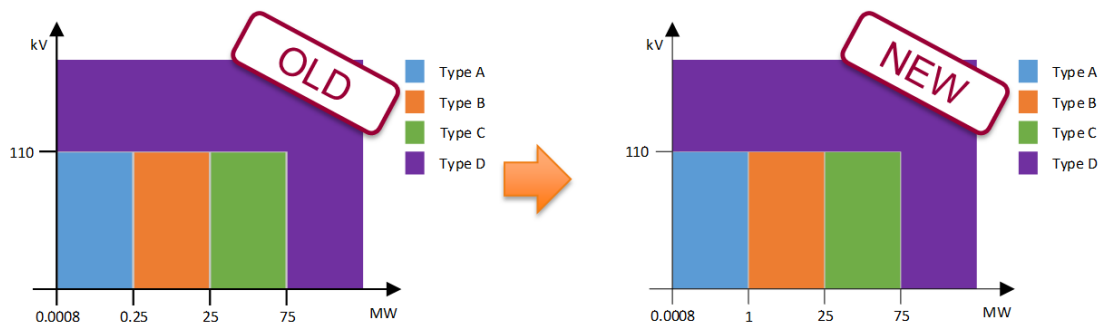 kV
OLD
Type A
Type B
Type C
Type D
110
0.0008 0.25 25 75 MW
kV
NEW
Type A
Type B
Type C
Type D
110
0.0008 1 25 75 MW